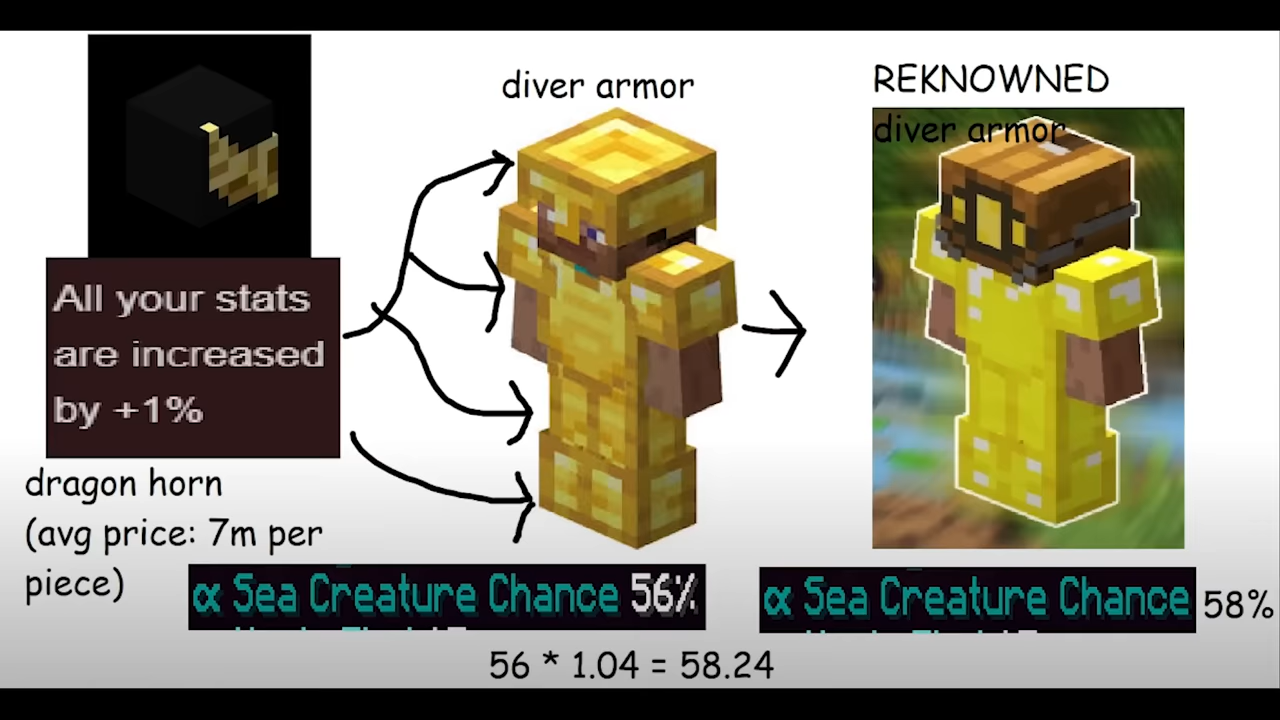 diver armor
REKNOWNED
diver armor
All your stats
are increased
by +1%
dragon horn
(avg price: 7m per
piece)
α Sea Creature Chance 56%
α Sea Creature Chance 58%
56 * 1.04 = 58.24